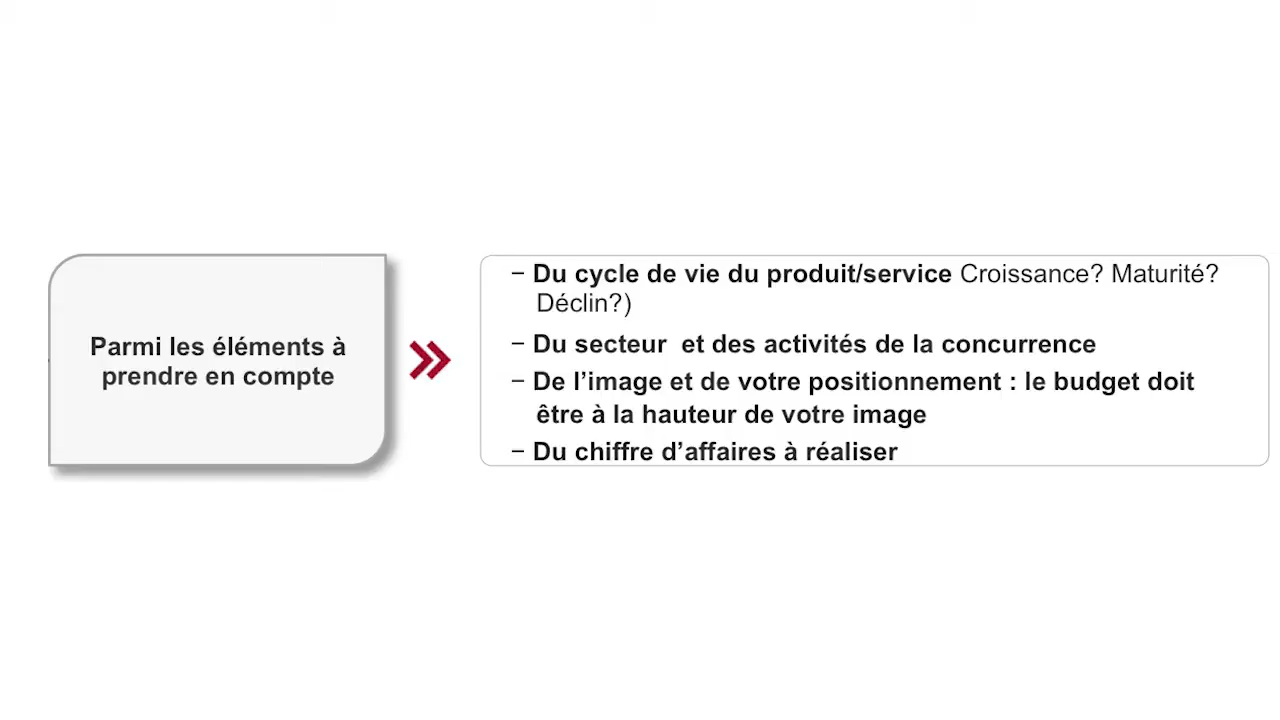 Parmi les éléments à
prendre en compte
– Du cycle de vie du produit/service Croissance? Maturité?
Déclin?)
– Du secteur  et des activités de la concurrence
– De l’image et de votre positionnement : le budget doit
être à la hauteur de votre image
– Du chiffre d’affaires à réaliser